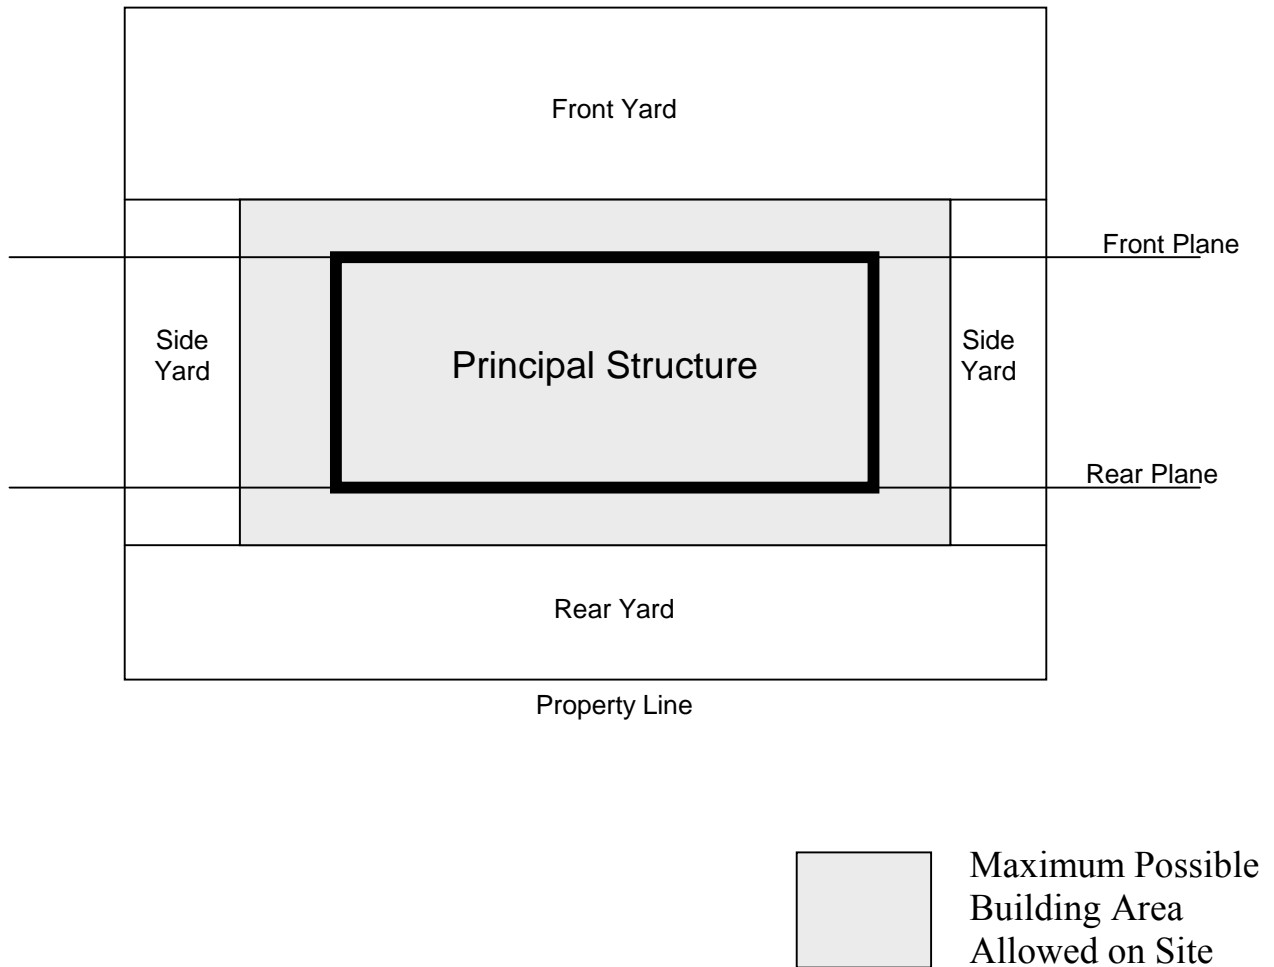 Front Yard
Front Plane
Side
Yard
Principal Structure
Side
Yard
Rear Plane
Rear Yard
Property Line
Maximum Possible
Building Area
Allowed on Site